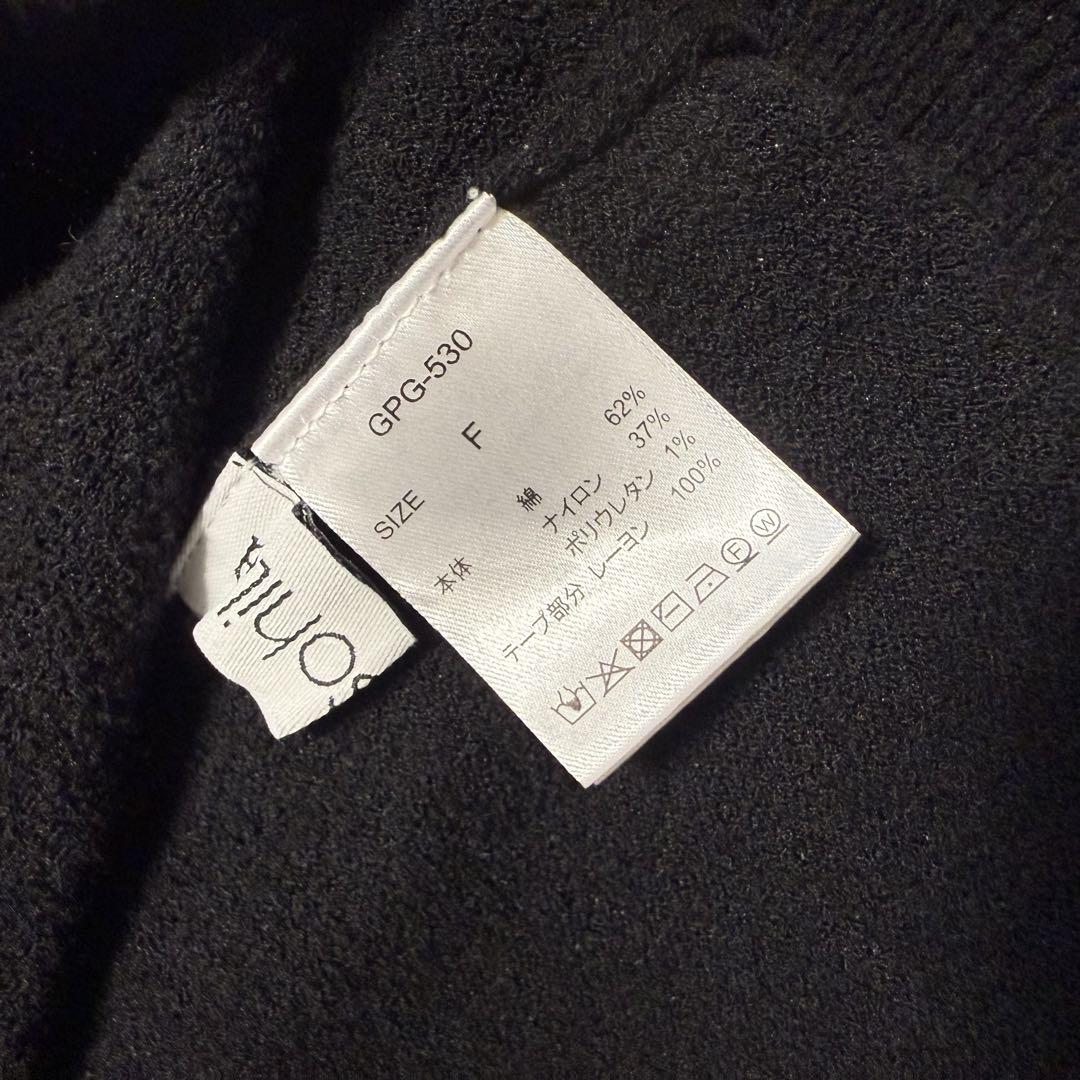 GPG-530
SIZE F
本体 綿 62%
ナイロン 37%
ポリウレタン 1%
テープ部分 レーヨン 100%
F W